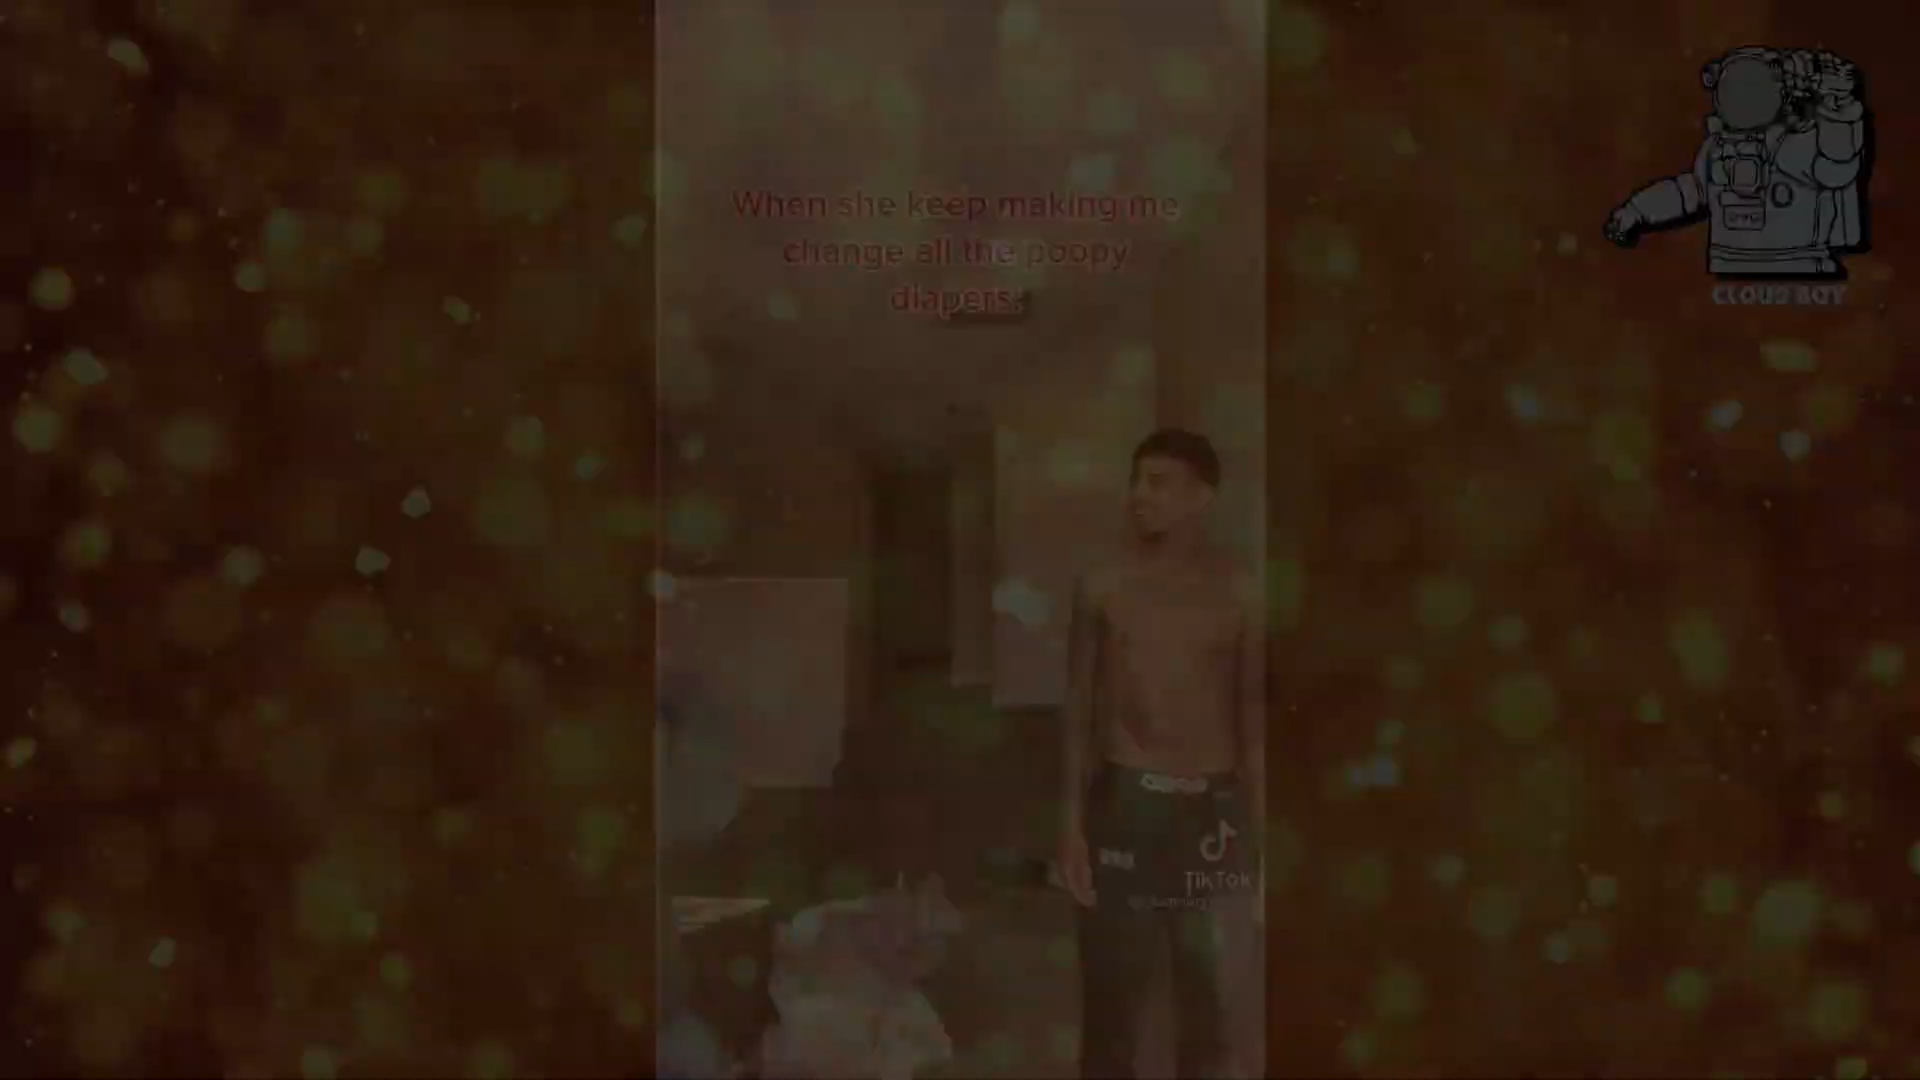 When she keep making me
change all the poopy
diapers:
CLOUD BOY
TikTok